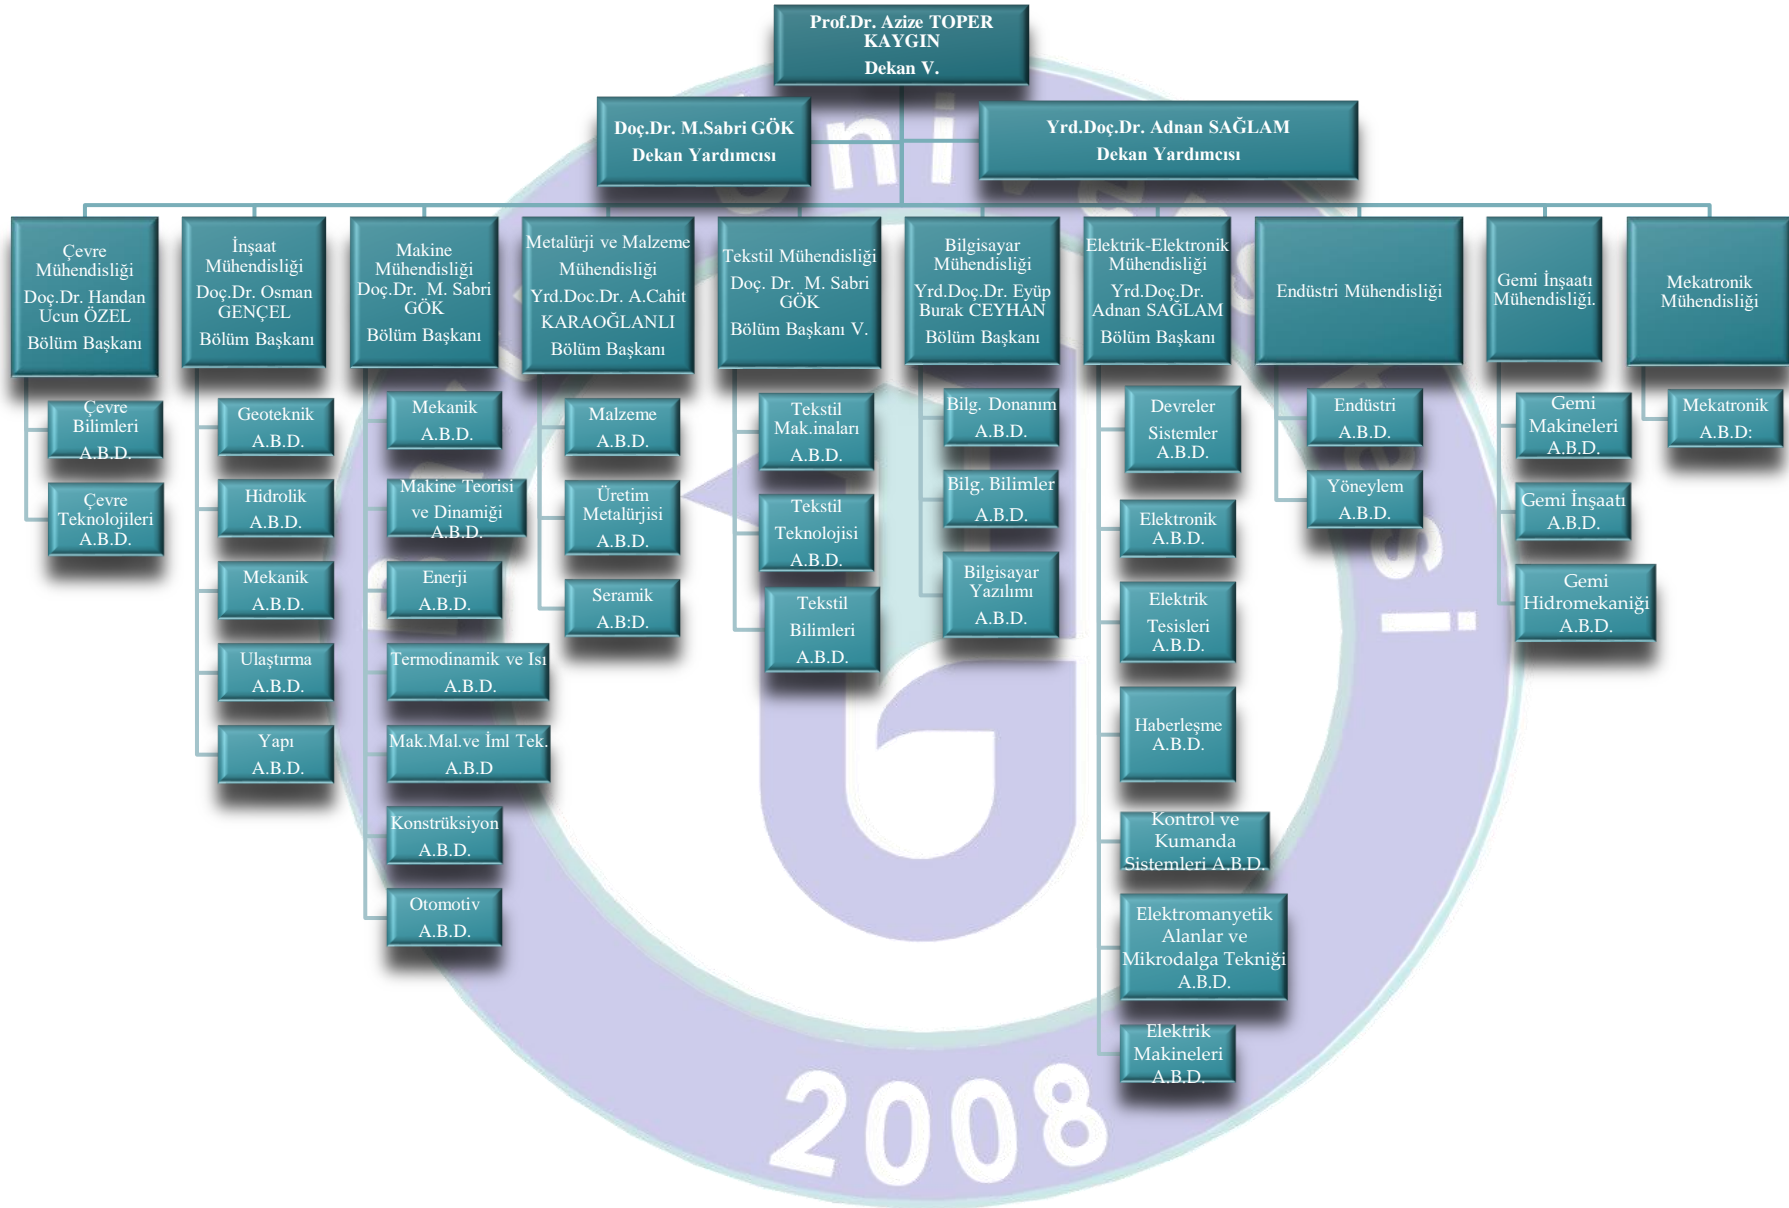 Prof.Dr. Azize TOPER
KAYGIN
Dekan V.
Doç.Dr. M.Sabri GÖK
Dekan Yardımcısı
Yrd.Doç.Dr. Adnan SAĞLAM
Dekan Yardımcısı
Çevre
Mühendisliği
Doç.Dr. Handan
Ucun ÖZEL
Bölüm Başkanı
Çevre
Bilimleri
A.B.D.
Çevre
Teknolojileri
A.B.D.
İnşaat
Mühendisliği
Doç.Dr. Osman
GENÇEL
Bölüm Başkanı
Geoteknik
A.B.D.
Hidrolik
A.B.D.
Mekanik
A.B.D.
Ulaştırma
A.B.D.
Yapı
A.B.D.
Makine
Mühendisliği
Doç.Dr. M. Sabri
GÖK
Bölüm Başkanı
Mekanik
A.B.D.
Makine Teorisi
ve Dinamiği
A.B.D.
Enerji
A.B.D.
Termodinamik ve Isı
A.B.D.
Mak.Mal.ve İml Tek.
A.B.D
Konstrüksiyon
A.B.D.
Otomotiv
A.B.D.
Metalürji ve Malzeme
Mühendisliği
Yrd.Doc.Dr. A.Cahit
KARAOĞLANLI
Bölüm Başkanı
Malzeme
A.B.D.
Üretim
Metalürjisi
A.B.D.
Seramik
A.B:D.
Tekstil Mühendisliği
Doç. Dr. M. Sabri
GÖK
Bölüm Başkanı V.
Tekstil
Mak.inaları
A.B.D.
Tekstil
Teknolojisi
A.B.D.
Tekstil
Bilimleri
A.B.D.
Bilgisayar
Mühendisliği
Yrd.Doç.Dr. Eyüp
Burak CEYHAN
Bölüm Başkanı
Bilg. Donanım
A.B.D.
Bilg. Bilimler
A.B.D.
Bilgisayar
Yazılımı
A.B.D.
Elektrik-Elektronik
Mühendisliği
Yrd.Doç.Dr.
Adnan SAĞLAM
Bölüm Başkanı
Devreler
Sistemler
A.B.D.
Elektronik
A.B.D.
Elektrik
Tesisleri
A.B.D.
Haberleşme
A.B.D.
Kontrol ve
Kumanda
Sistemleri A.B.D.
Elektromanyetik
Alanlar ve
Mikrodalga Tekniği
A.B.D.
Elektrik
Makineleri
A.B.D.
Endüstri Mühendisliği
Endüstri
A.B.D.
Yöneylem
A.B.D.
Gemi İnşaatı
Mühendisliği.
Gemi
Makineleri
A.B.D.
Gemi İnşaatı
A.B.D.
Gemi
Hidromekaniği
A.B.D.
Mekatronik
Mühendisliği
Mekatronik
A.B.D:
2008